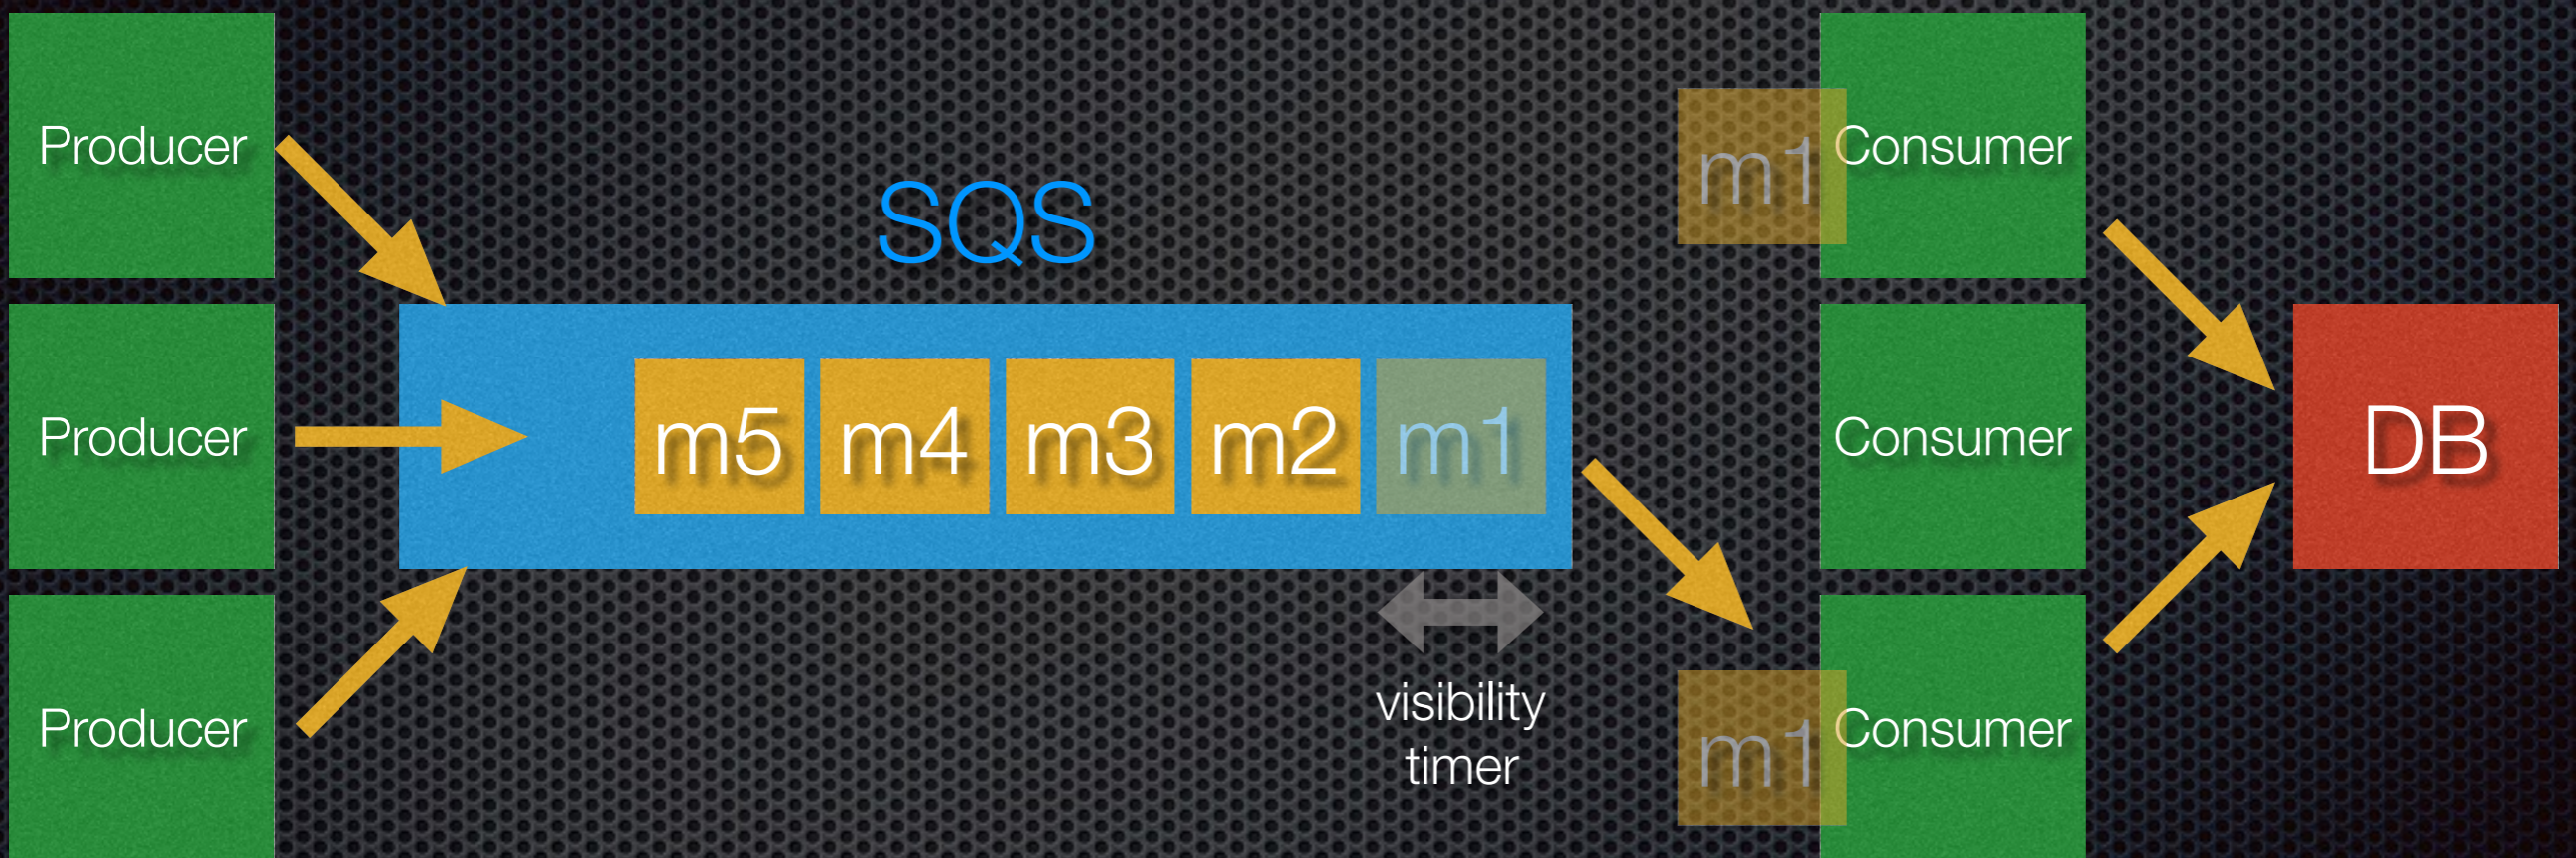 Producer
Producer
Producer
SQS
m5
m4
m3
m2
m1
visibility
timer
m1
Consumer
Consumer
m1
Consumer
DB